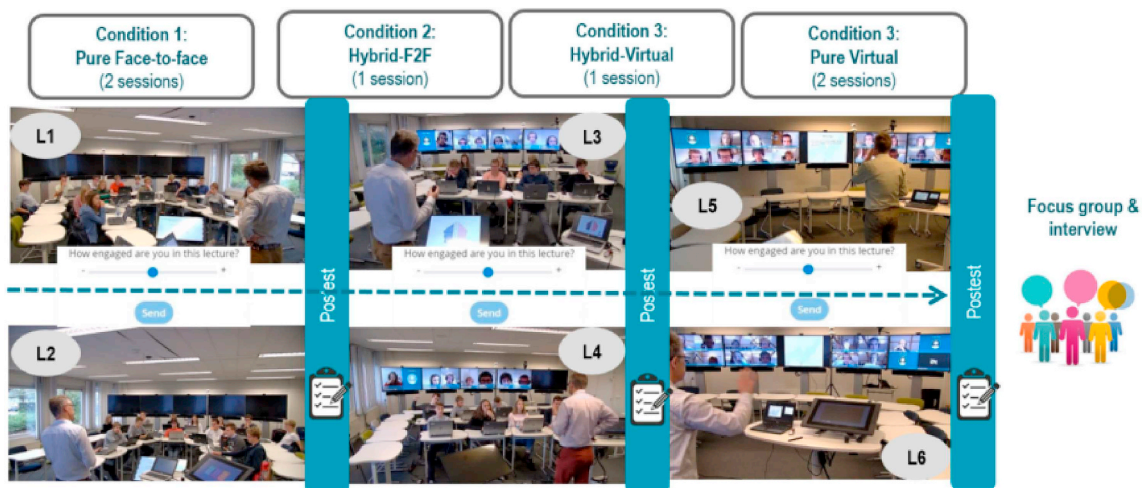 Condition 1:
Pure Face-to-face
(2 sessions)
Condition 2:
Hybrid-F2F
(1 session)
Condition 3:
Hybrid-Virtual
(1 session)
Condition 3:
Pure Virtual
(2 sessions)
L1
L3
L5
How engaged are you in this lecture?
- +
Send
How engaged are you in this lecture?
- +
Send
How engaged are you in this lecture?
- +
Send
Postest
Postest
Postest
Focus group &
interview
L2
L4
L6